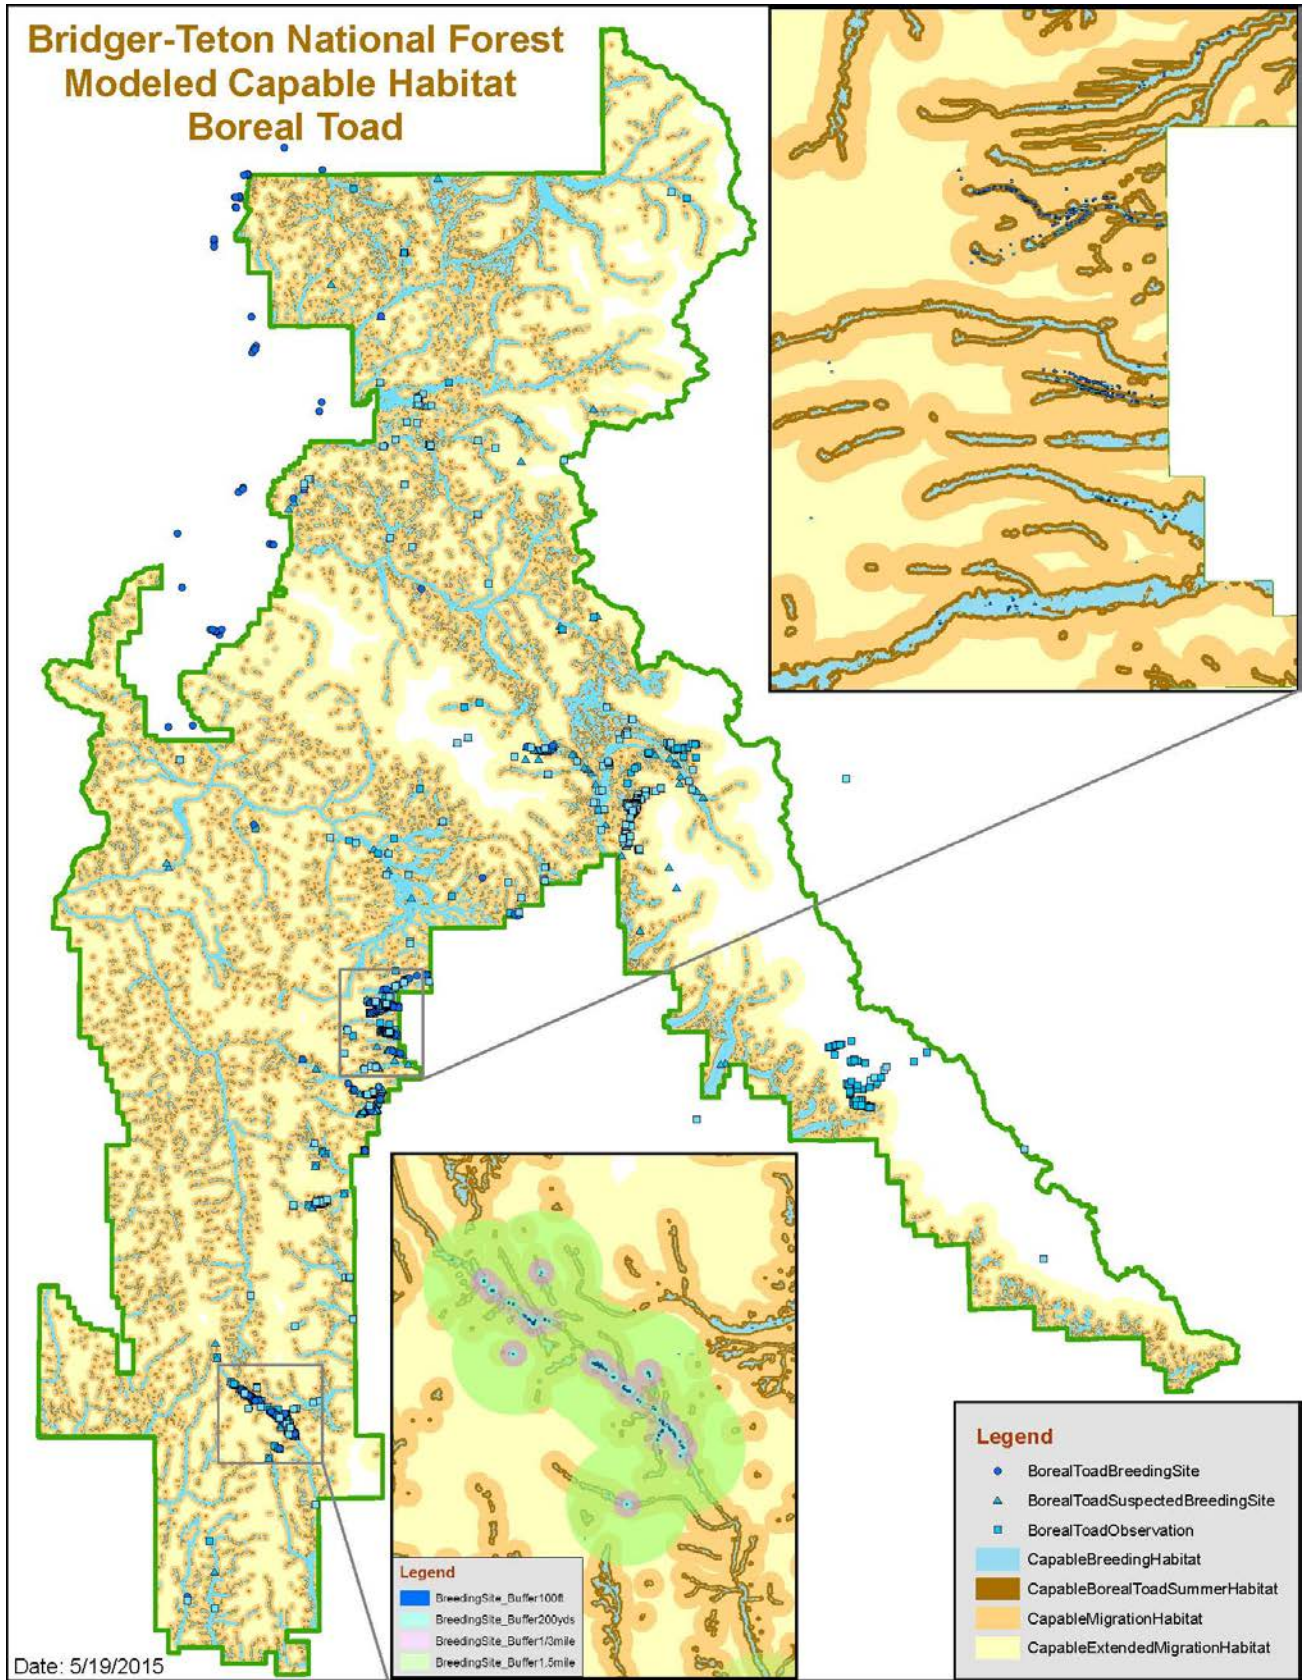 Bridger-Teton National Forest
Modeled Capable Habitat
Boreal Toad
Legend
BreedingSite_Buffer100ft
BreedingSite_Buffer200yds
BreedingSite_Buffer1/3mile
BreedingSite_Buffer1.5mile
Legend
BorealToadBreedingSite
BorealToadSuspectedBreedingSite
BorealToadObservation
CapableBreedingHabitat
CapableBorealToadSummerHabitat
CapableMigrationHabitat
CapableExtendedMigrationHabitat
Date: 5/19/2015